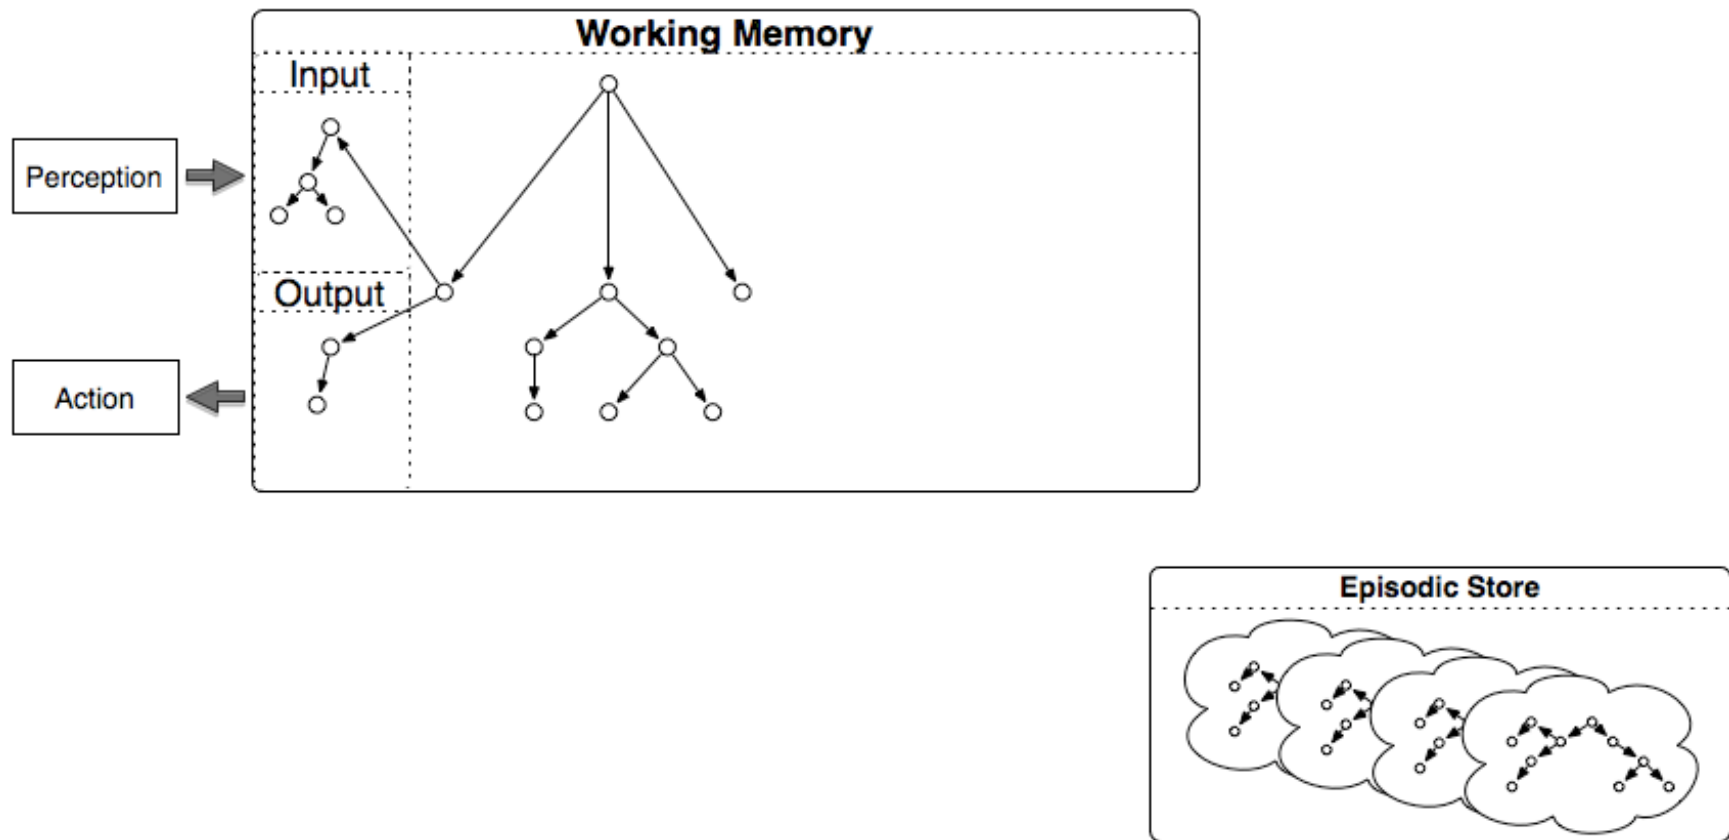 Working Memory
Input
Perception
Output
Action
Episodic Store